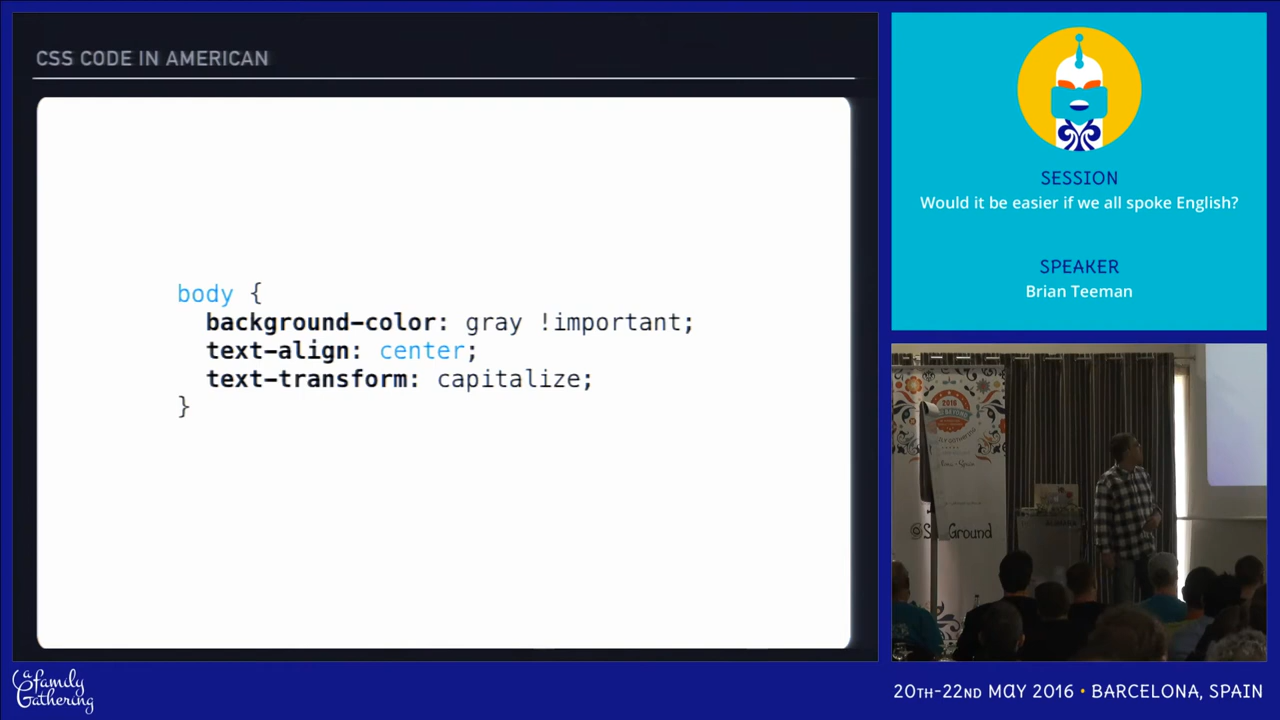 CSS CODE IN AMERICAN
body {
background-color: gray !important;
text-align: center;
text-transform: capitalize;
}
SESSION
Would it be easier if we all spoke English?
SPEAKER
Brian Teeman
2016
Ground
a family
Gathering
20TH-22ND MAY 2016 • BARCELONA, SPAIN